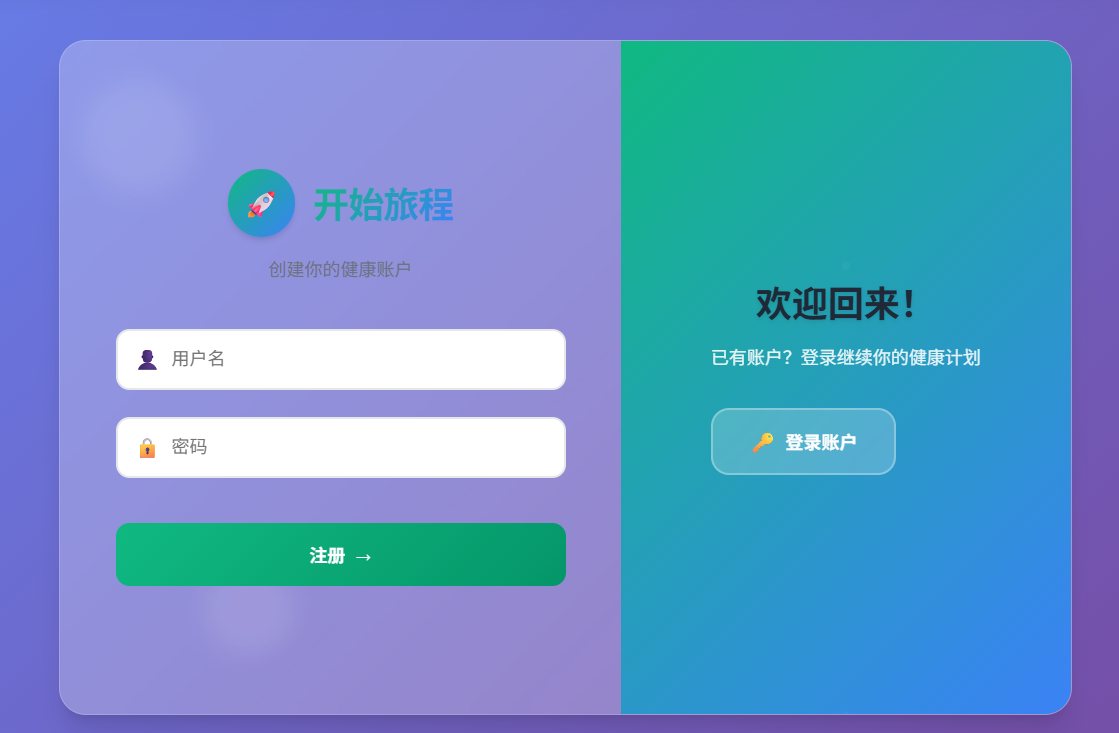 开始旅程
创建你的健康账户
用户名
密码
注册 →
欢迎回来！
已有账户？登录继续你的健康计划
登录账户